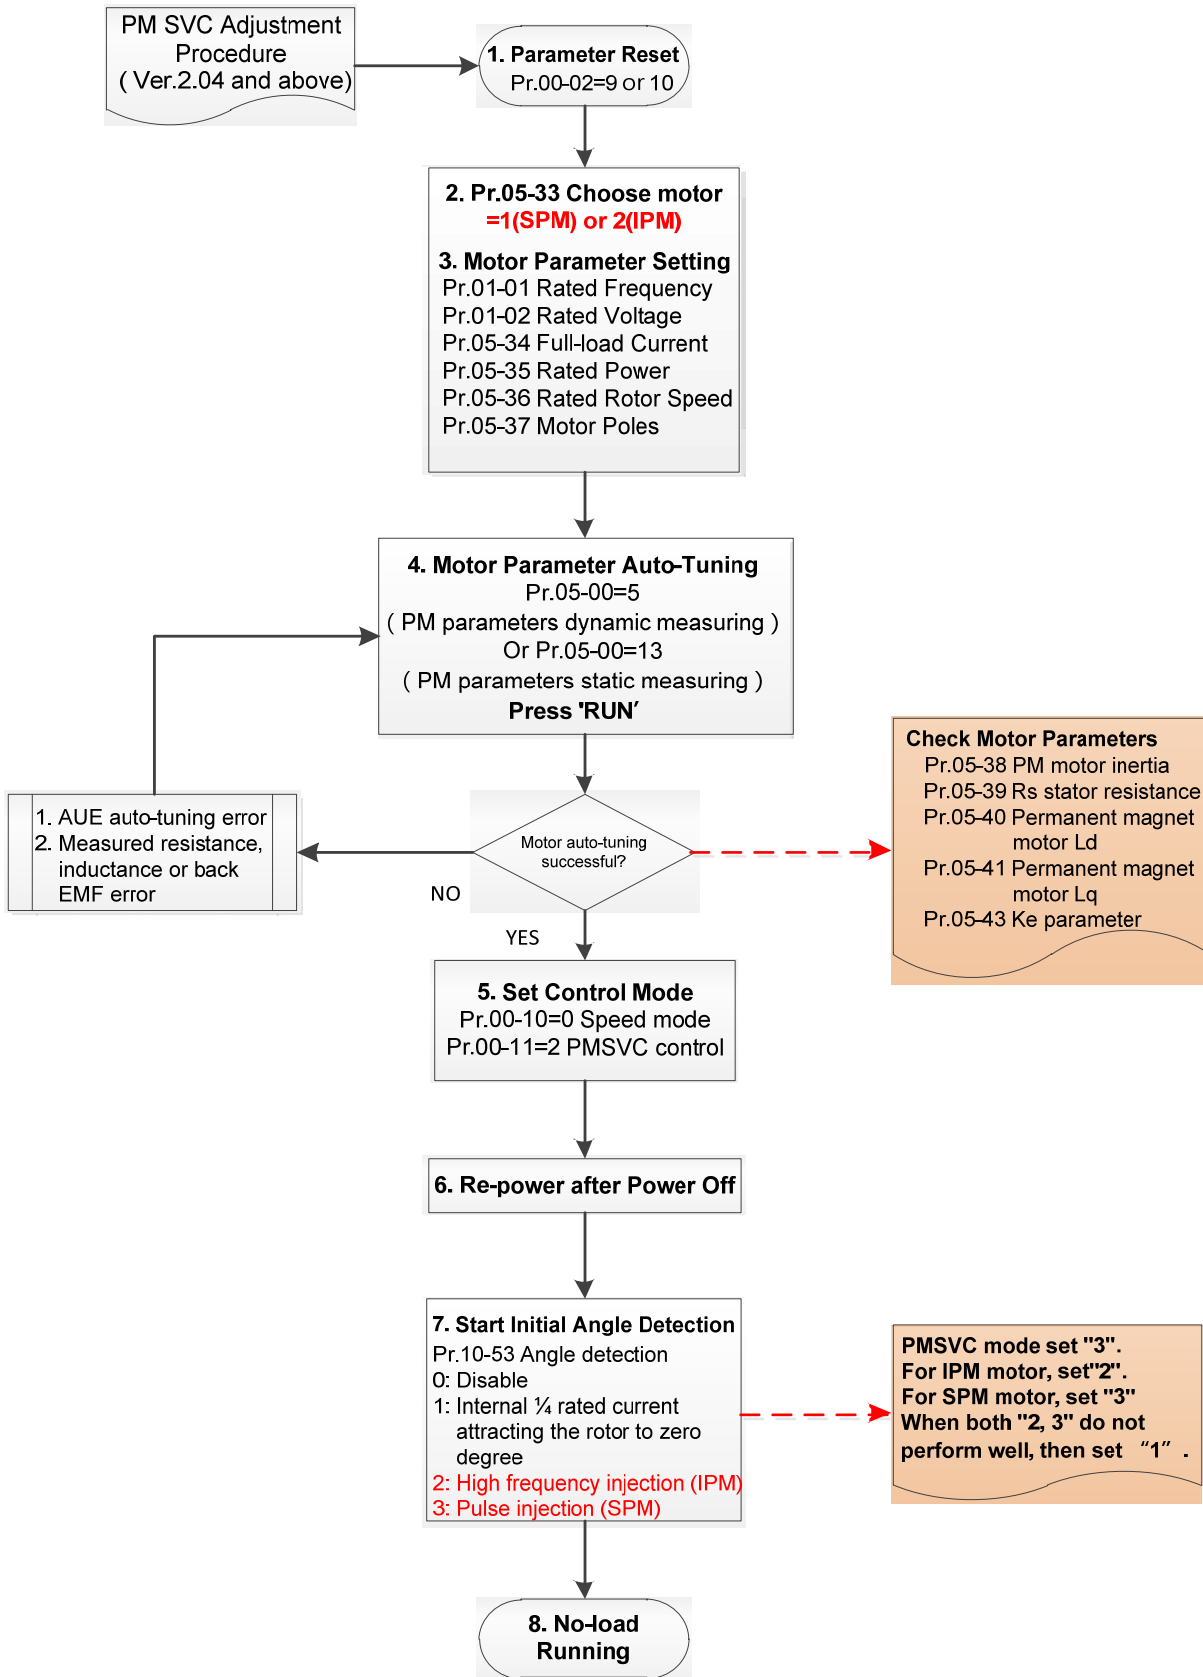 PM SVC Adjustment
Procedure
( Ver.2.04 and above)
1. Parameter Reset
Pr.00-02=9 or 10
2. Pr.05-33 Choose motor
=1(SPM) or 2(IPM)
3. Motor Parameter Setting
Pr.01-01 Rated Frequency
Pr.01-02 Rated Voltage
Pr.05-34 Full-load Current
Pr.05-35 Rated Power
Pr.05-36 Rated Rotor Speed
Pr.05-37 Motor Poles
4. Motor Parameter Auto-Tuning
Pr.05-00=5
( PM parameters dynamic measuring )
Or Pr.05-00=13
( PM parameters static measuring )
Press 'RUN'
Motor auto-tuning
successful?
NO
YES
1. AUE auto-tuning error
2. Measured resistance,
inductance or back
EMF error
Check Motor Parameters
Pr.05-38 PM motor inertia
Pr.05-39 Rs stator resistance
Pr.05-40 Permanent magnet
motor Ld
Pr.05-41 Permanent magnet
motor Lq
Pr.05-43 Ke parameter
5. Set Control Mode
Pr.00-10=0 Speed mode
Pr.00-11=2 PMSVC control
6. Re-power after Power Off
7. Start Initial Angle Detection
Pr.10-53 Angle detection
0: Disable
1: Internal ¼ rated current
attracting the rotor to zero
degree
2: High frequency injection (IPM)
3: Pulse injection (SPM)
PMSVC mode set "3".
For IPM motor, set"2".
For SPM motor, set "3"
When both "2, 3" do not
perform well, then set “1” .
8. No-load
Running